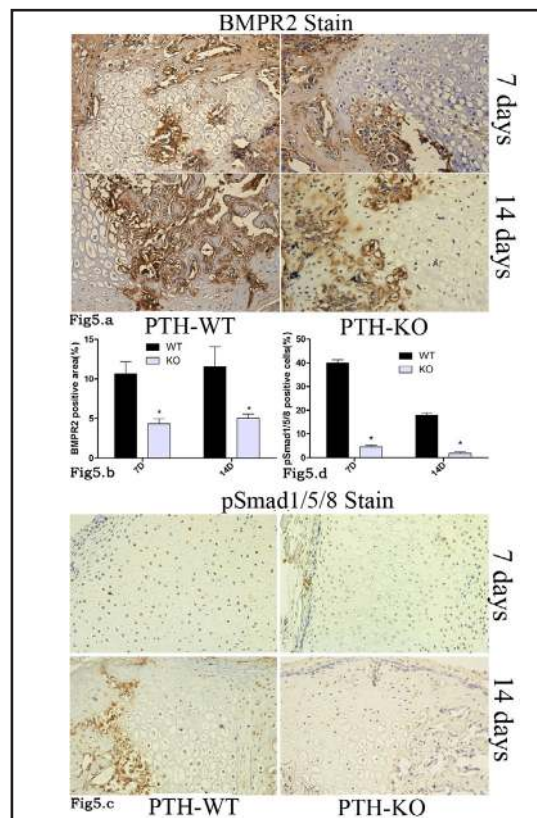 BMPR2 Stain
7 days
14 days
Fig5.a
PTH-WT
PTH-KO
BMPR2 positive area(%)
15
10
5
0
WT
KO
*
*
7D
14D
Fig5.b
pSmad1/5/8 positive cells(%)
50
40
30
20
10
0
WT
KO
*
*
7D
14D
Fig5.d
pSmad1/5/8 Stain
7 days
14 days
Fig5.c
PTH-WT
PTH-KO